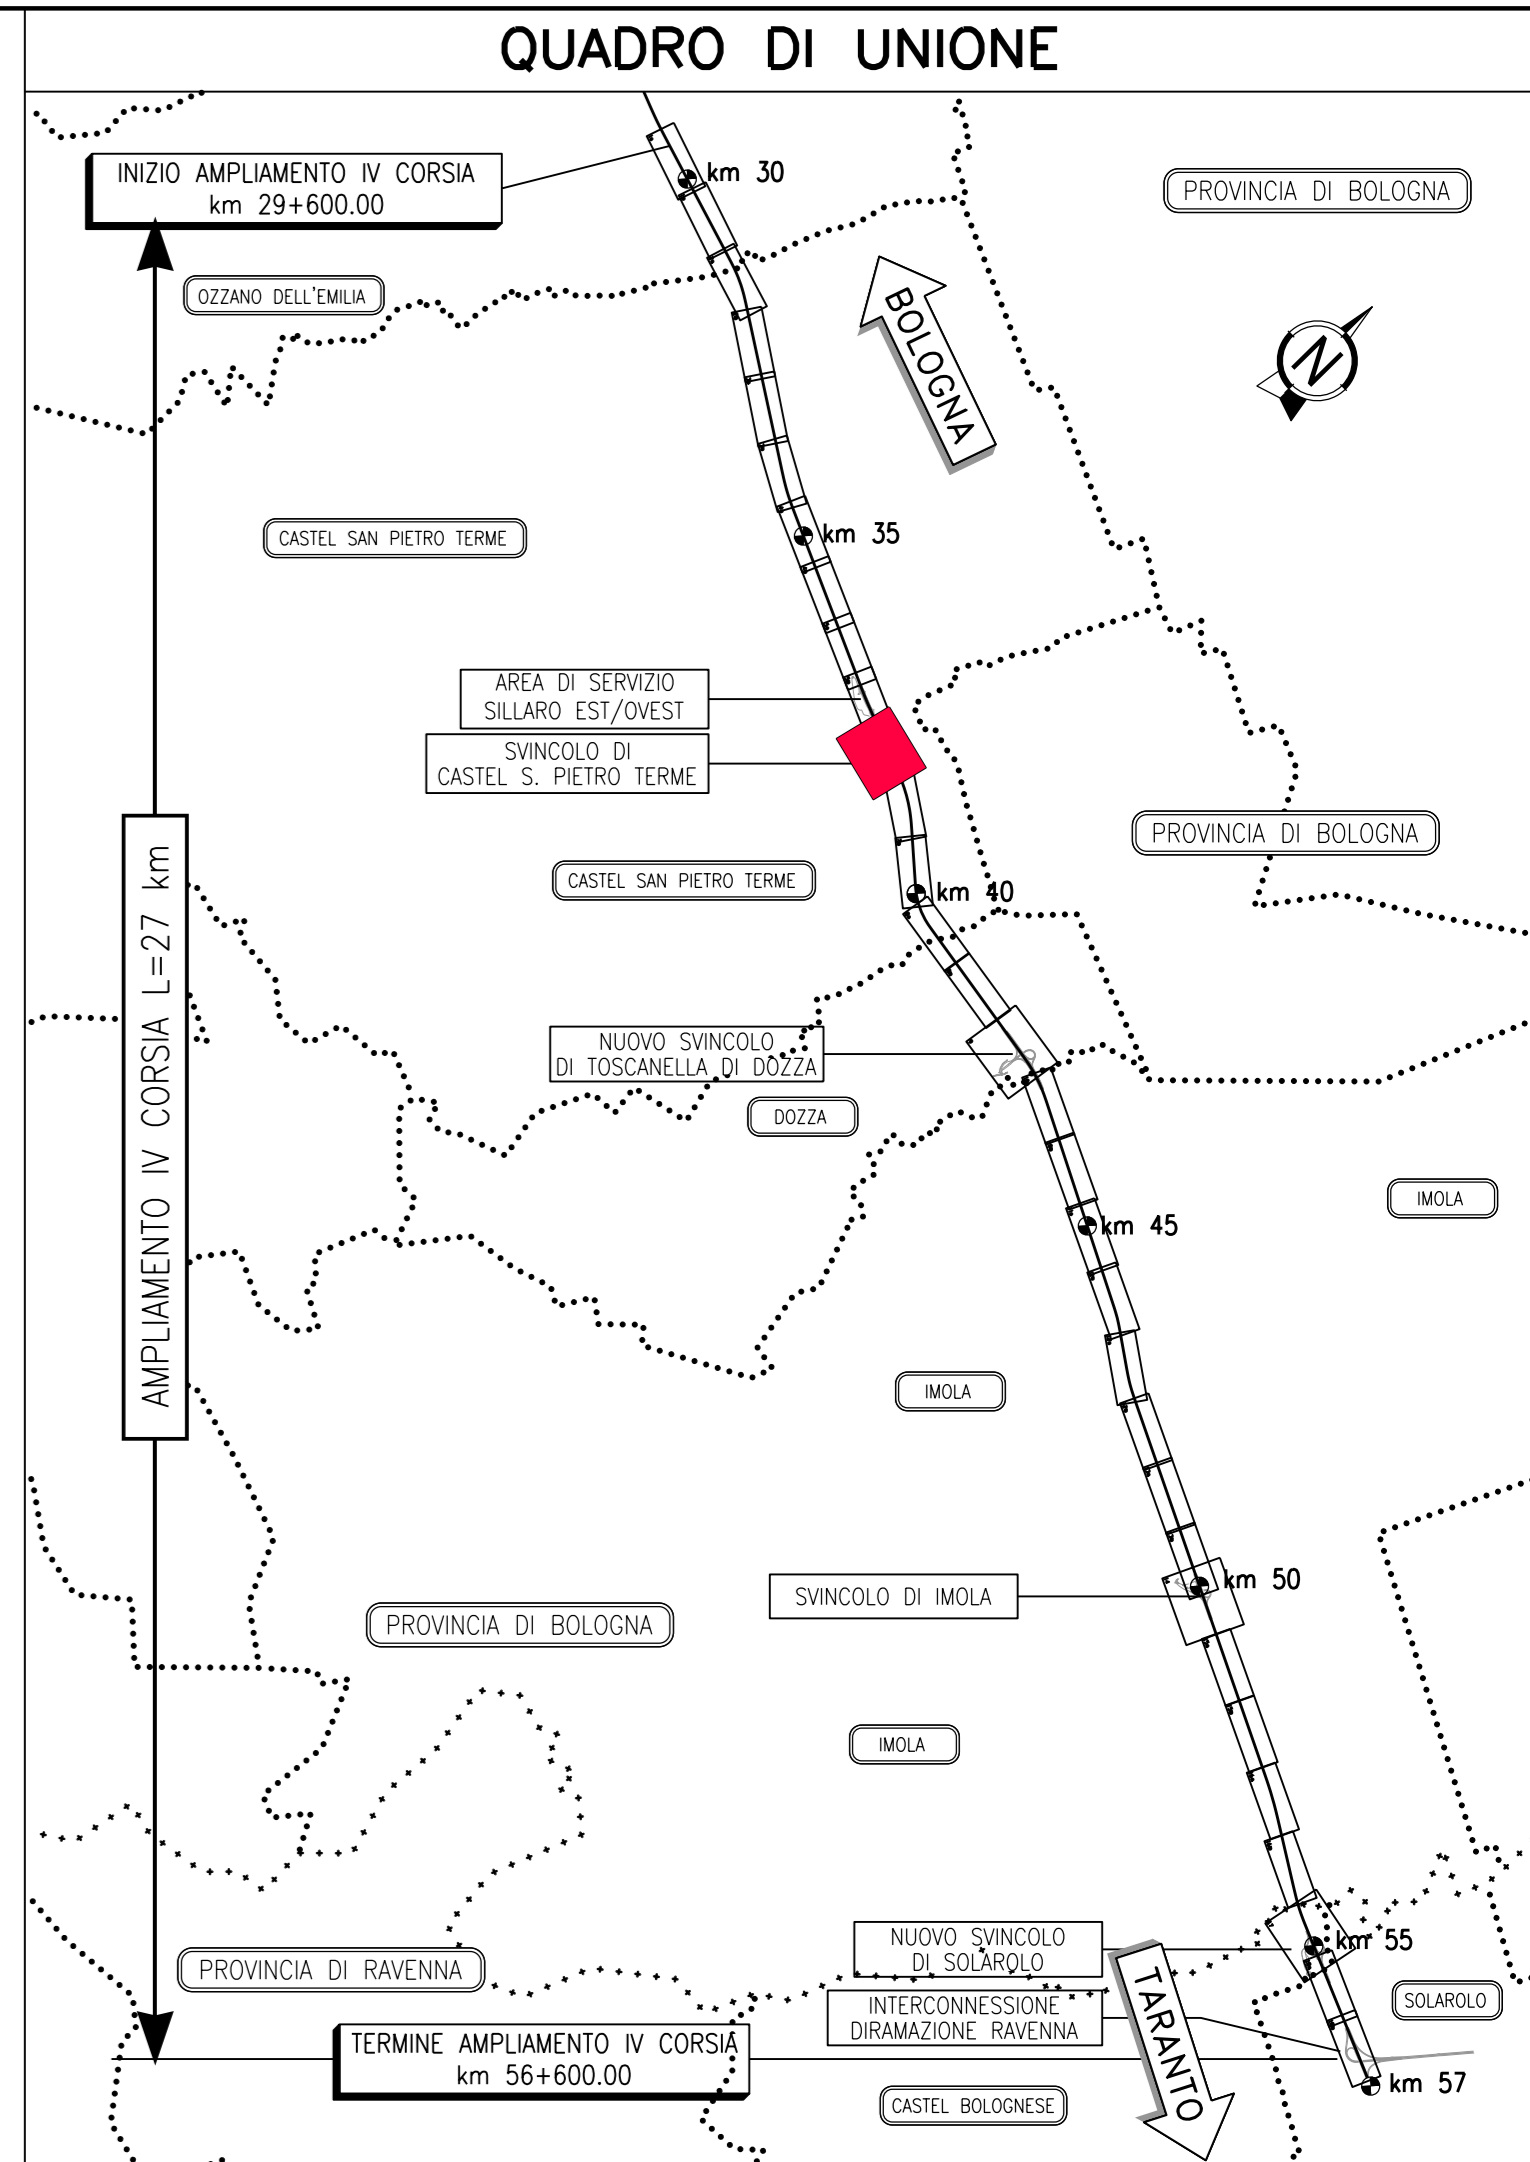 QUADRO DI UNIONE
INIZIO AMPLIAMENTO IV CORSIA
km 29+600.00
km 30
PROVINCIA DI BOLOGNA
OZZANO DELL'EMILIA
BOLOGNA
N
CASTEL SAN PIETRO TERME
km 35
AREA DI SERVIZIO
SILLARO EST/OVEST
SVINCOLO DI
CASTEL S. PIETRO TERME
PROVINCIA DI BOLOGNA
CASTEL SAN PIETRO TERME
km 40
AMPLIAMENTO IV CORSIA L=27 km
NUOVO SVINCOLO
DI TOSCANELLA DI DOZZA
DOZZA
IMOLA
km 45
IMOLA
km 50
SVINCOLO DI IMOLA
PROVINCIA DI BOLOGNA
IMOLA
NUOVO SVINCOLO
DI SOLAROLO
km 55
PROVINCIA DI RAVENNA
INTERCONNESSIONE
DIRAMAZIONE RAVENNA
SOLAROLO
TARANTO
TERMINE AMPLIAMENTO IV CORSIA
km 56+600.00
km 57
CASTEL BOLOGNESE